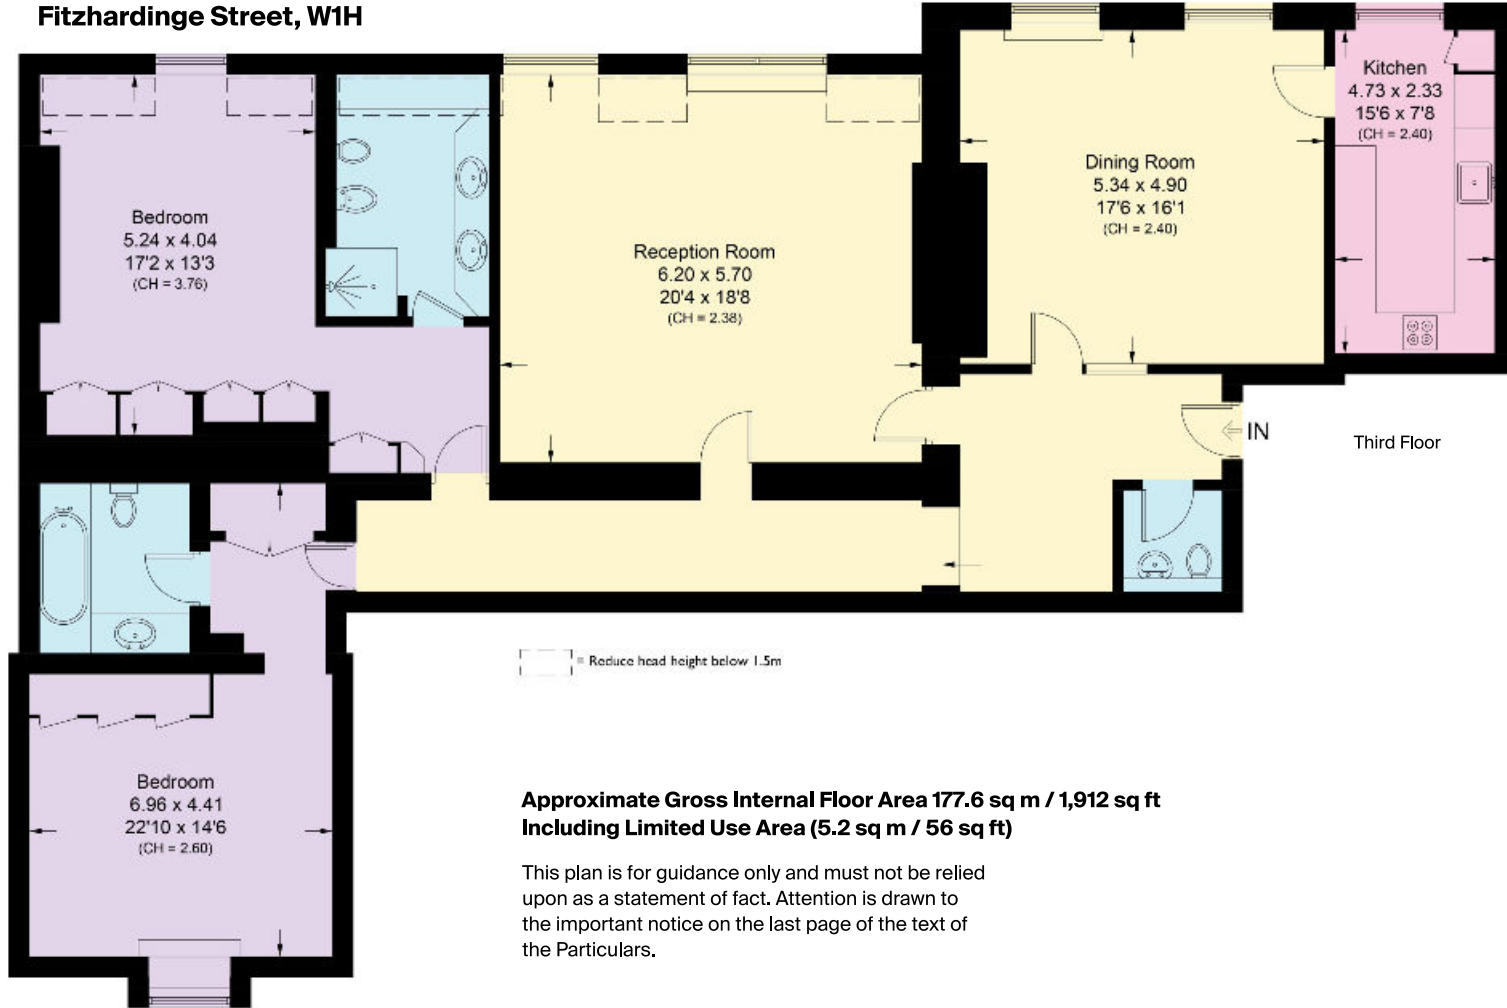 Fitzhardinge Street, W1H
Kitchen
4.73 x 2.33
15'6 x 7'8
(CH = 2.40)
Dining Room
5.34 x 4.90
17'6 x 16'1
(CH = 2.40)
Bedroom
5.24 x 4.04
17'2 x 13'3
(CH = 3.76)
Reception Room
6.20 x 5.70
20'4 x 18'8
(CH = 2.38)
IN
Third Floor
= Reduce head height below 1.5m
Bedroom
6.96 x 4.41
22'10 x 14'6
(CH = 2.60)
Approximate Gross Internal Floor Area 177.6 sq m / 1,912 sq ft
Including Limited Use Area (5.2 sq m / 56 sq ft)
This plan is for guidance only and must not be relied
upon as a statement of fact. Attention is drawn to
the important notice on the last page of the text of
the Particulars.